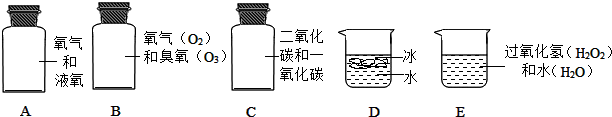 氧气
和
液氧
A
氧气（O₂）
和臭氧（O₃）
B
二氧化
碳和一
氧化碳
C
冰
水
D
过氧化氢（H₂O₂）
和水（H₂O）
E